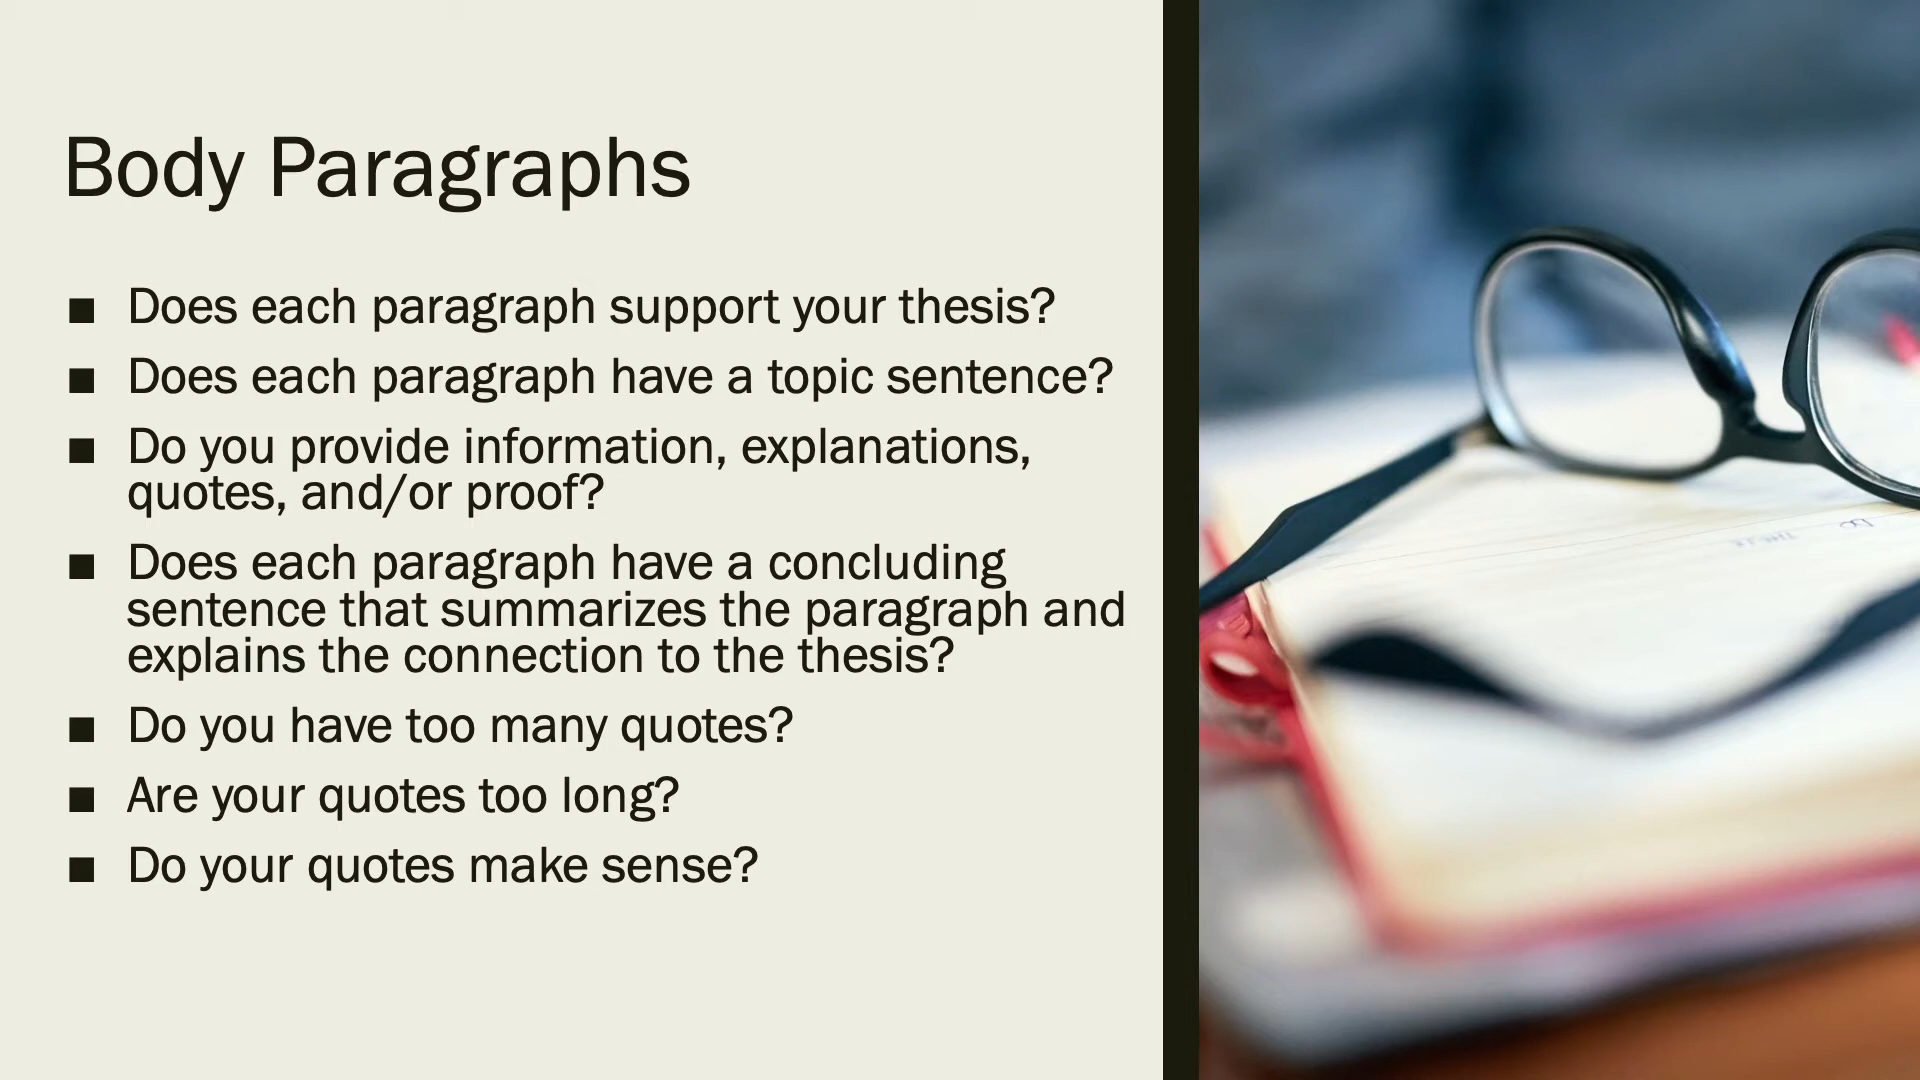 Body Paragraphs
■ Does each paragraph support your thesis?
■ Does each paragraph have a topic sentence?
■ Do you provide information, explanations,
quotes, and/or proof?
■ Does each paragraph have a concluding
sentence that summarizes the paragraph and
explains the connection to the thesis?
■ Do you have too many quotes?
■ Are your quotes too long?
■ Do your quotes make sense?